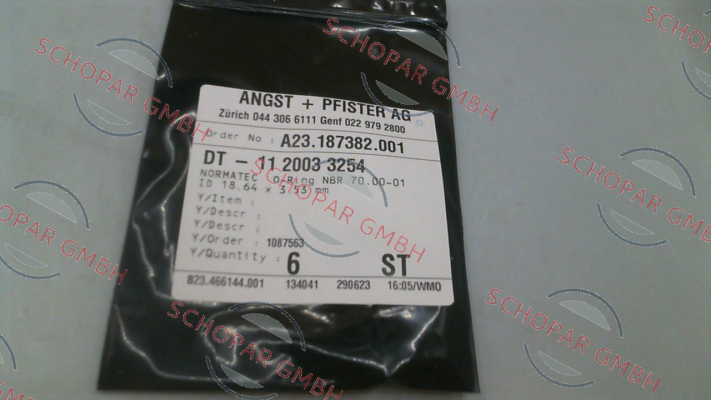 ANGST + PFISTER AG
Zürich 044 306 6111 Genf 022 979 2800
Order No : A23.187382.001
DT - 11 2003 3254
NORMATEC O-Ring NBR 70.00-01
ID 18.64 x 3.53 mm
Y/Item :
Y/Descr :
Y/Descr :
Y/Order : 1087563
Y/Quantity : 6 ST
B23.466144.001 134041 290623 16:05/WMO
SCHOPAR GMBH
SCHOPAR GMBH
SCHOPAR GMBH
SCHOPAR GMBH
SCHOPAR GMBH
SCHOPAR GMBH
SCHOPAR GMBH